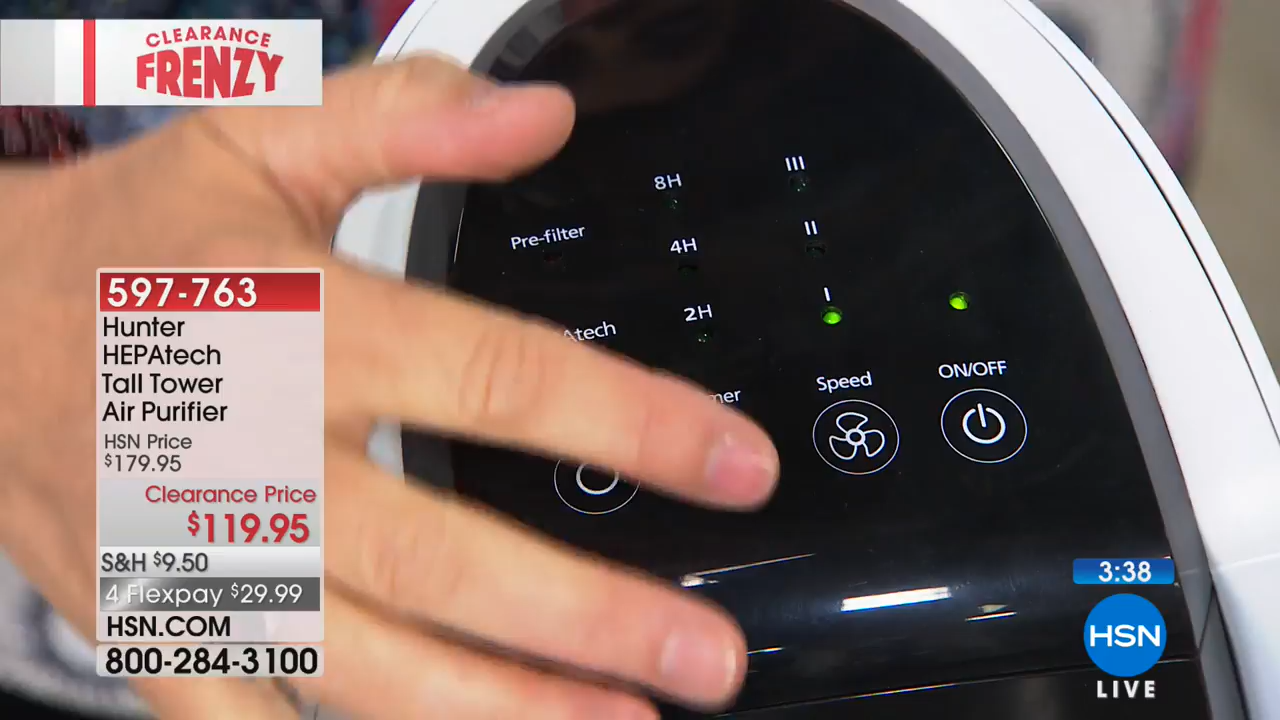 CLEARANCE
FRENZY
597-763
Hunter
HEPAtech
Tall Tower
Air Purifier
HSN Price
$179.95
Clearance Price
$119.95
S&H $9.50
4 Flexpay $29.99
HSN.COM
800-284-3100
8H
III
Pre-filter
4H
II
2H
I
Speed
ON/OFF
3:38
HSN
LIVE